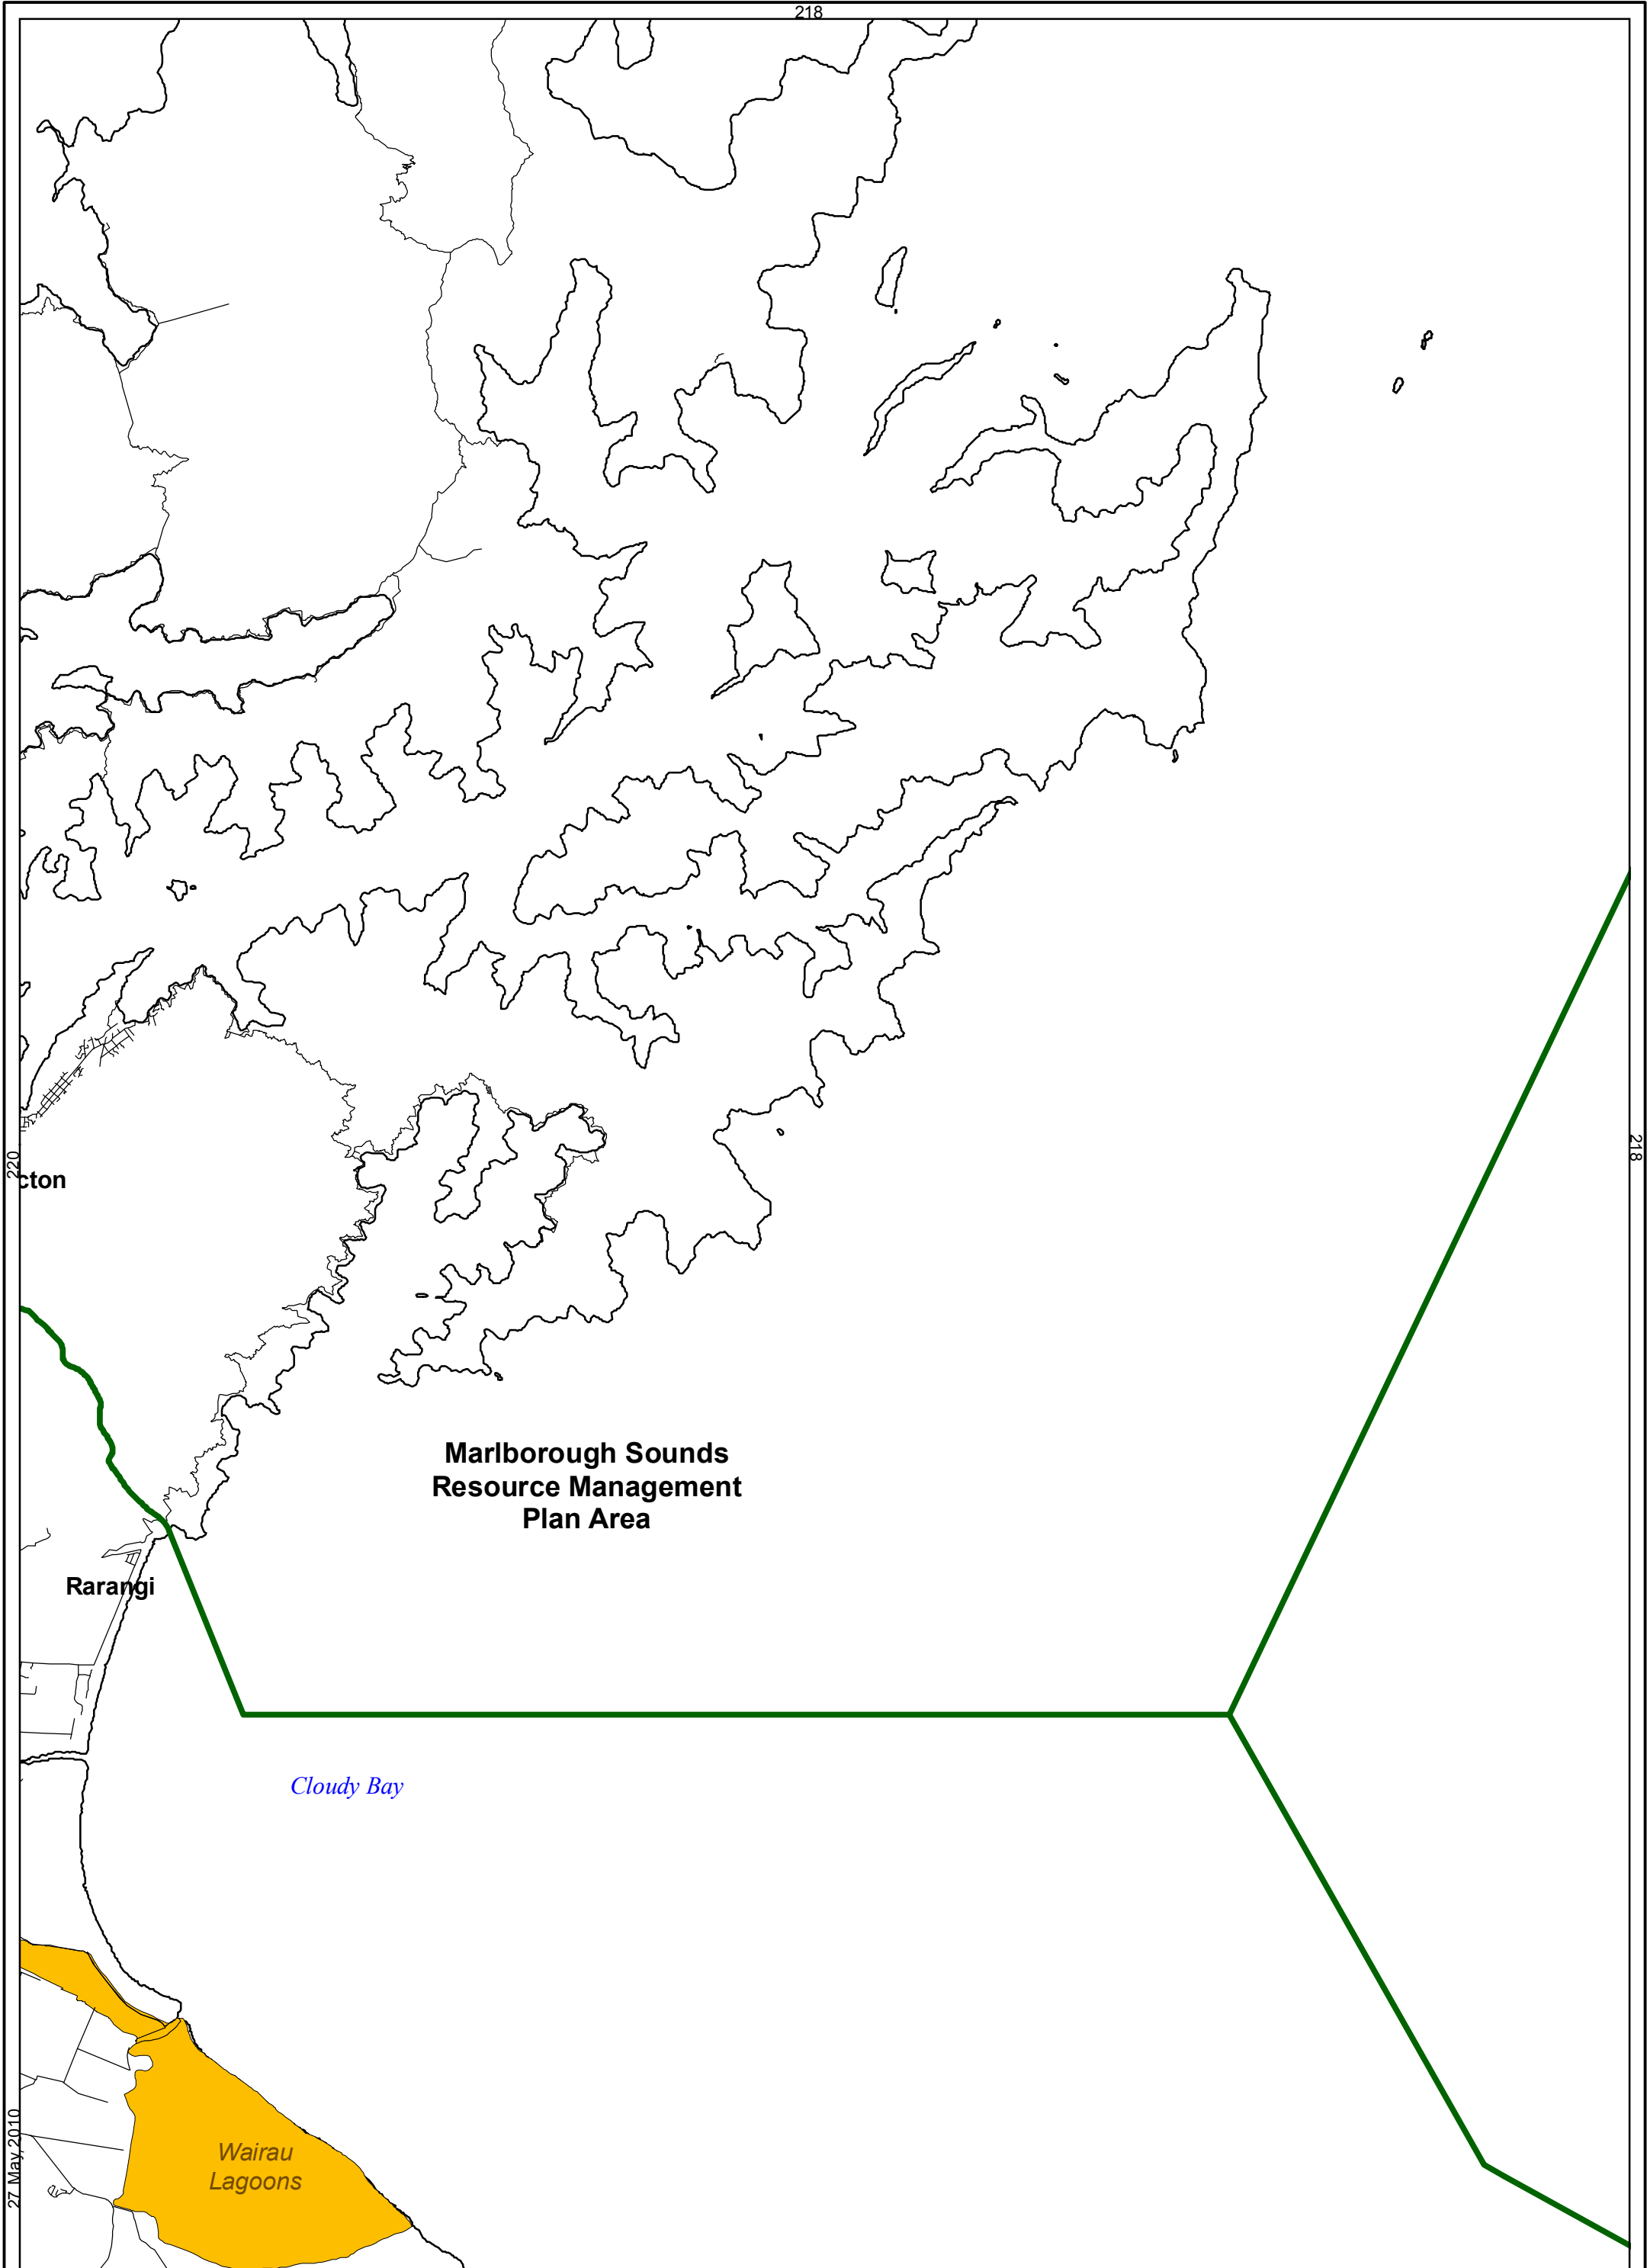 218
220
cton
218
Marlborough Sounds
Resource Management
Plan Area
Rarangi
Cloudy Bay
27 May, 2010
Wairau
Lagoons